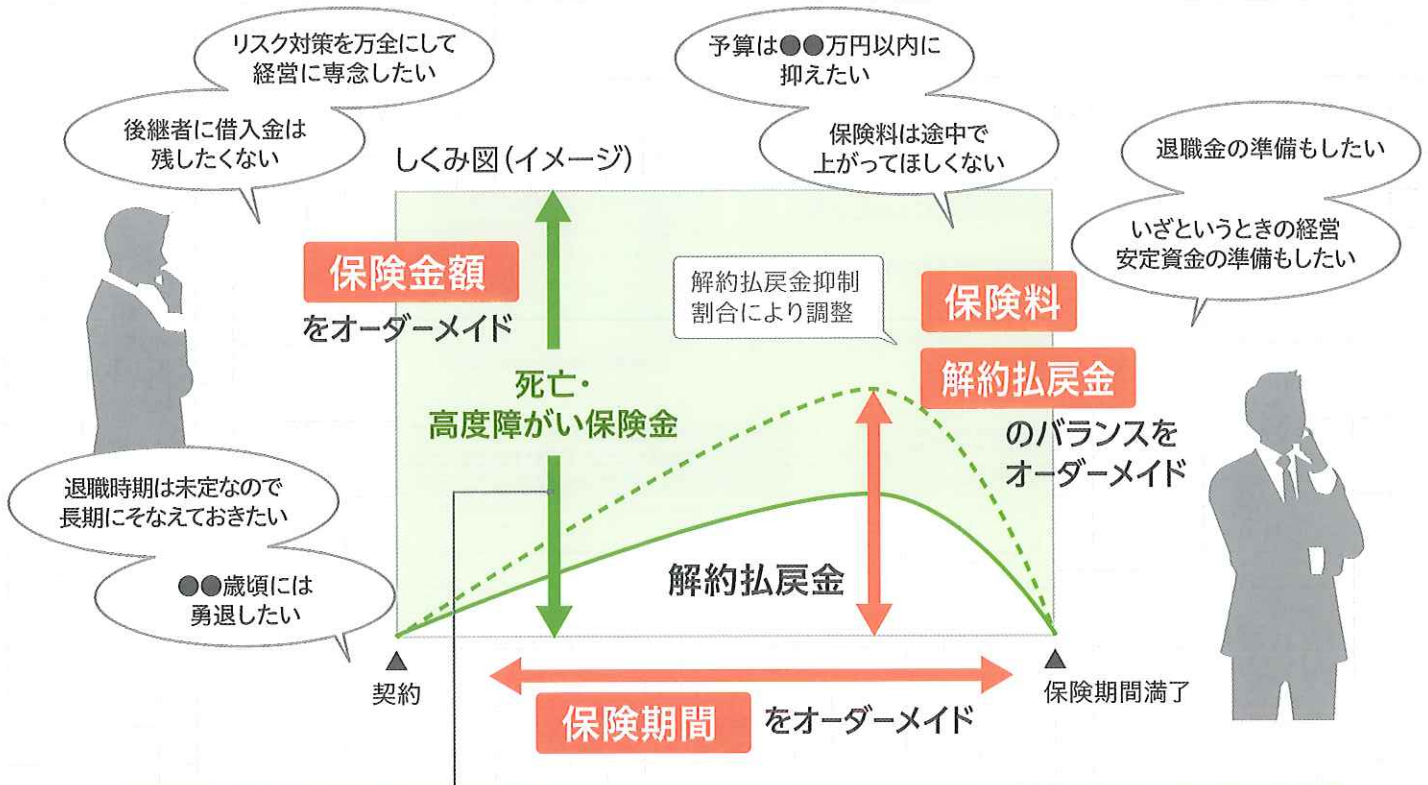 リスク対策を万全にして
経営に専念したい
後継者に借入金は
残したくない
予算は●●万円以内に
抑えたい
保険料は途中で
上がってほしくない
退職金の準備もしたい
いざというときの経営
安定資金の準備もしたい
しくみ図(イメージ)
保険金額
をオーダーメイド
解約払戻金抑制
割合により調整
保険料
解約払戻金
のバランスを
オーダーメイド
死亡・
高度障がい保険金
退職時期は未定なので
長期にそなえておきたい
●●歳頃には
勇退したい
解約払戻金
▲
契約
▲
保険期間満了
保険期間 をオーダーメイド